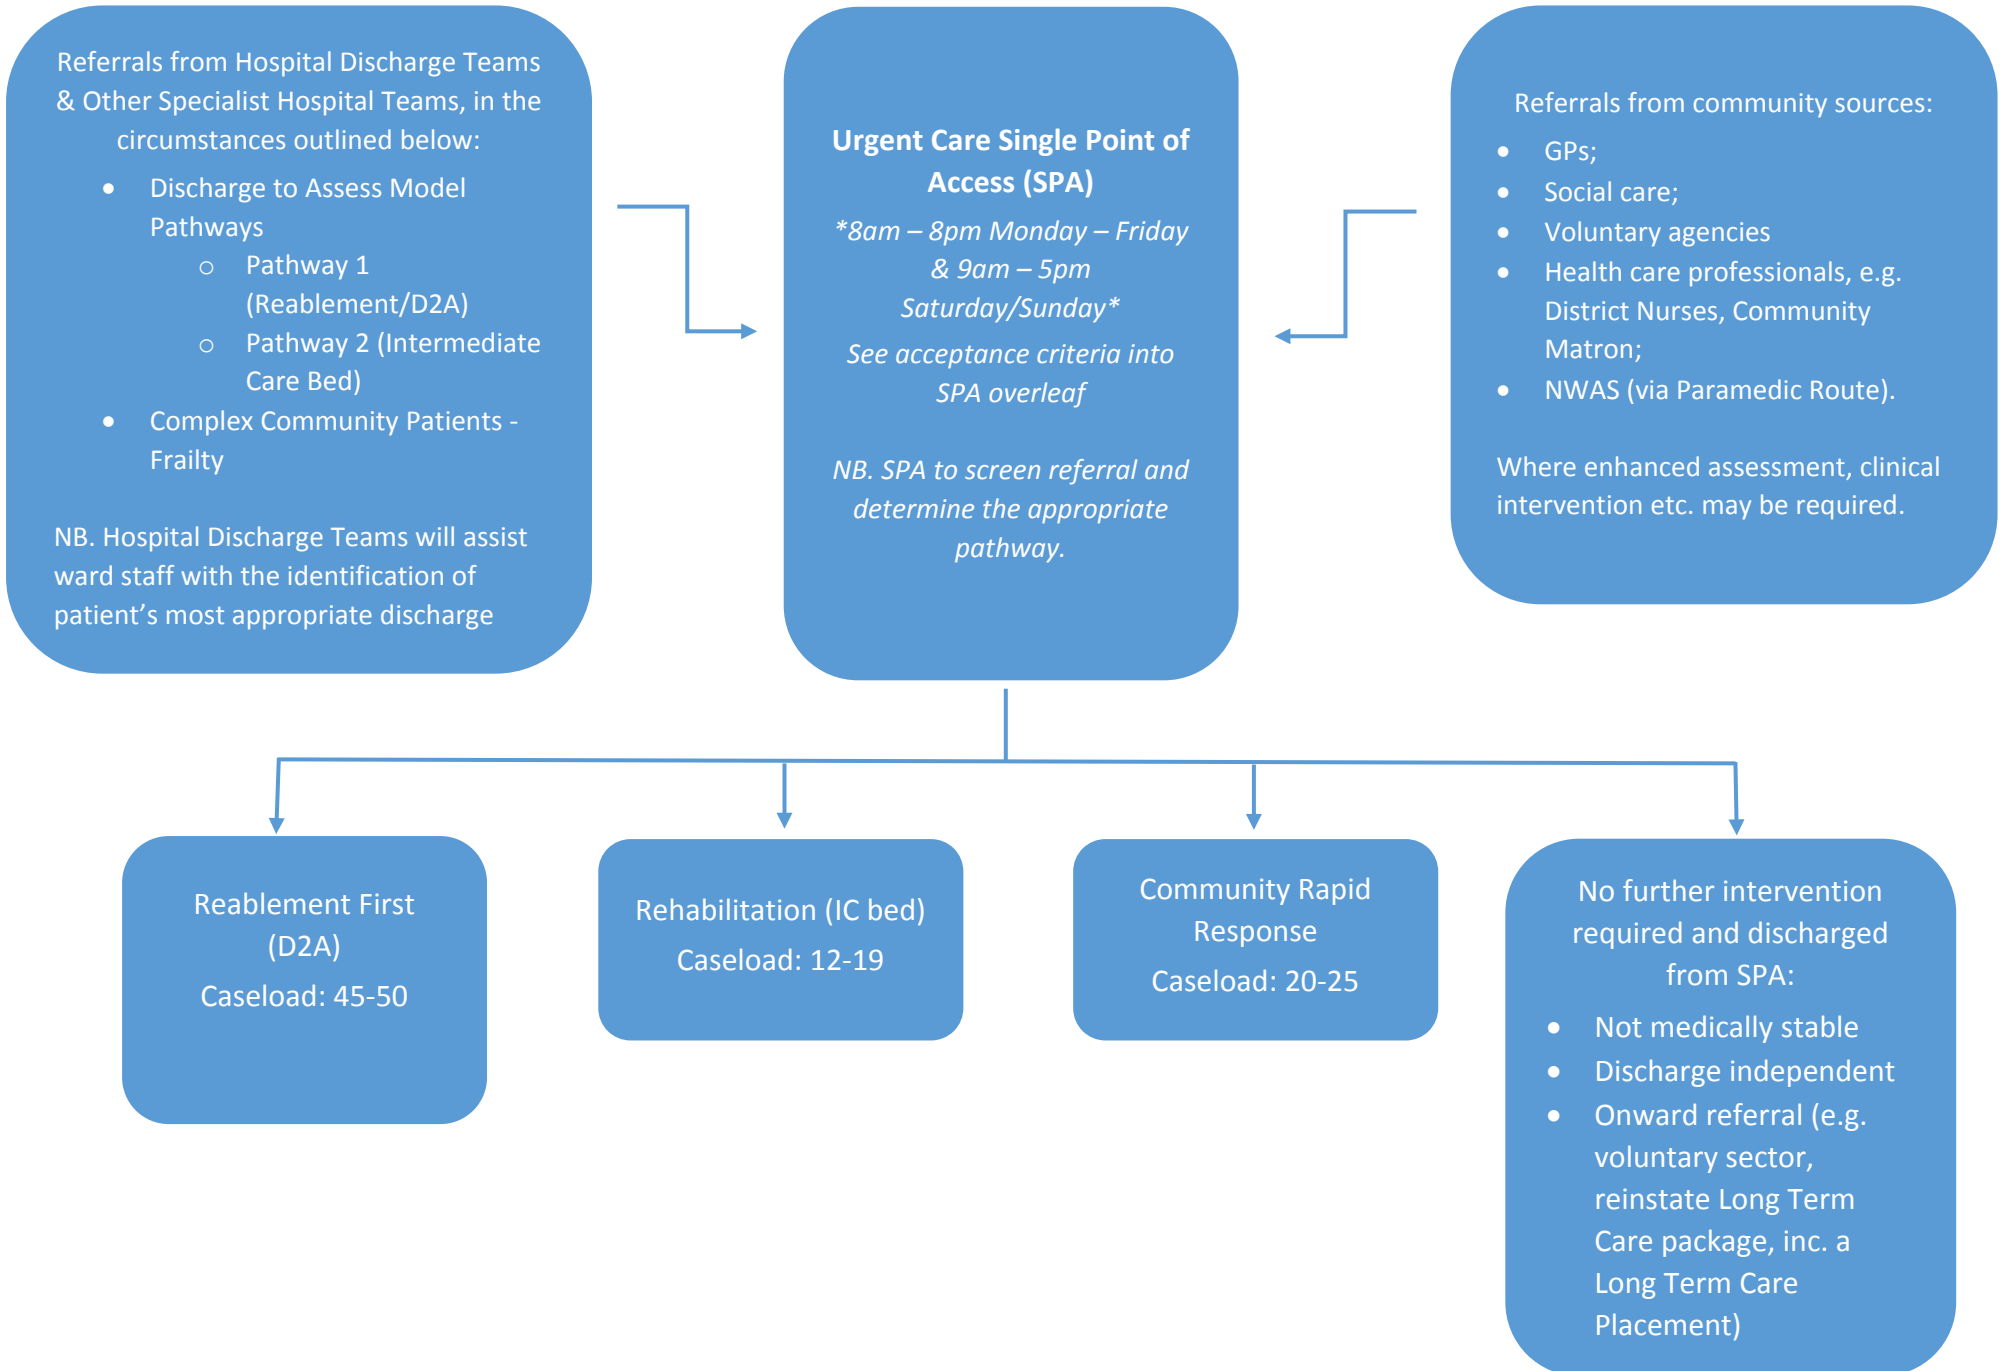 Referrals from Hospital Discharge Teams
& Other Specialist Hospital Teams, in the
circumstances outlined below:
• Discharge to Assess Model
Pathways
o Pathway 1
(Reablement/D2A)
o Pathway 2 (Intermediate
Care Bed)
• Complex Community Patients -
Frailty
NB. Hospital Discharge Teams will assist
ward staff with the identification of
patient’s most appropriate discharge
Urgent Care Single Point of
Access (SPA)
*8am – 8pm Monday – Friday
& 9am – 5pm
Saturday/Sunday*
See acceptance criteria into
SPA overleaf
NB. SPA to screen referral and
determine the appropriate
pathway.
Referrals from community sources:
• GPs;
• Social care;
• Voluntary agencies
• Health care professionals, e.g.
District Nurses, Community
Matron;
• NWAS (via Paramedic Route).
Where enhanced assessment, clinical
intervention etc. may be required.
Reablement First
(D2A)
Caseload: 45-50
Rehabilitation (IC bed)
Caseload: 12-19
Community Rapid
Response
Caseload: 20-25
No further intervention
required and discharged
from SPA:
• Not medically stable
• Discharge independent
• Onward referral (e.g.
voluntary sector,
reinstate Long Term
Care package, inc. a
Long Term Care
Placement)